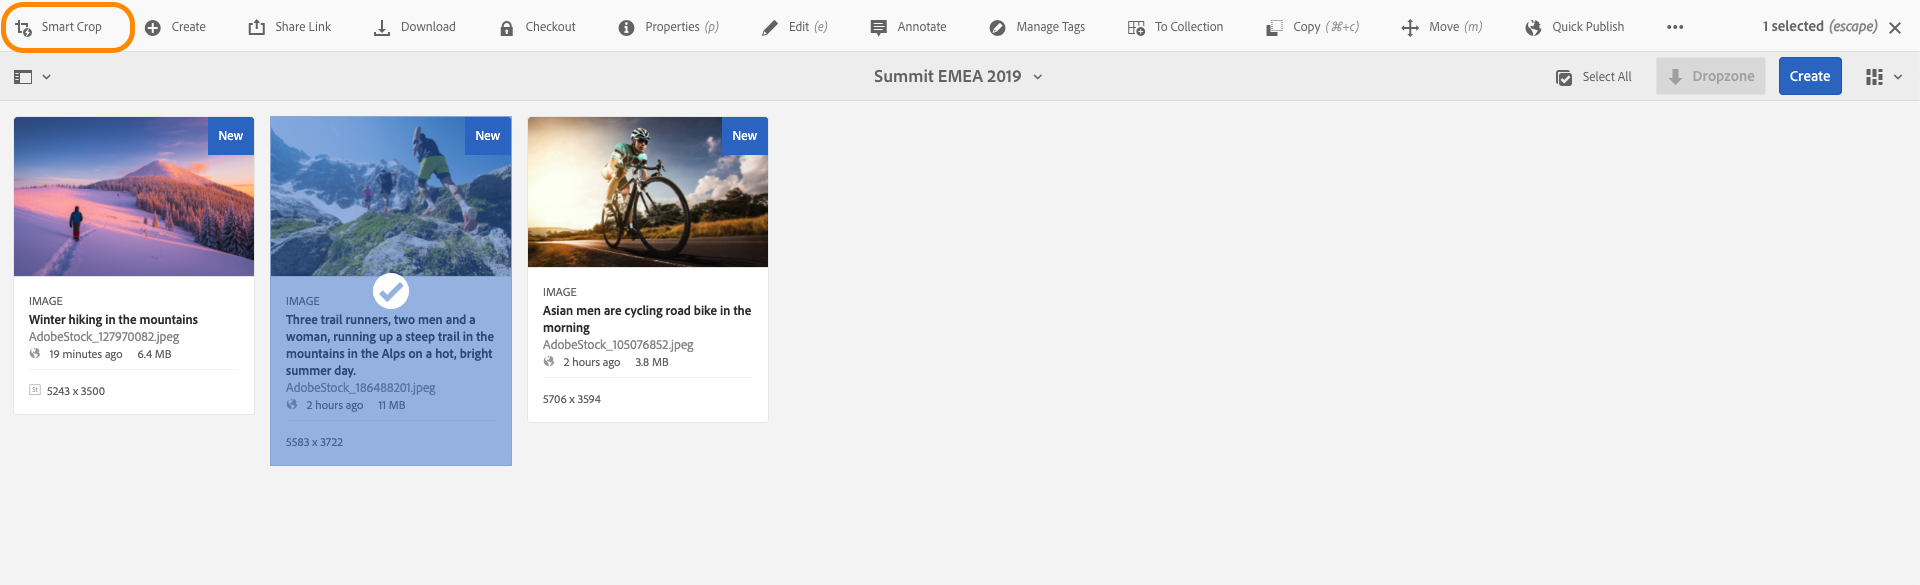 Smart Crop Create Share Link Download Checkout Properties (p) Edit (e) Annotate Manage Tags To Collection Copy (⌘+c) Move (m) Quick Publish ••• 1 selected (escape)
Summit EMEA 2019 Select All Dropzone Create
New
IMAGE
Winter hiking in the mountains
AdobeStock_127970082.jpeg
19 minutes ago 6.4 MB
St 5243 x 3500
New
IMAGE
Three trail runners, two men and a
woman, running up a steep trail in the
mountains in the Alps on a hot, bright
summer day.
AdobeStock_186488201.jpeg
2 hours ago 11 MB
5583 x 3722
New
IMAGE
Asian men are cycling road bike in the
morning
AdobeStock_105076852.jpeg
2 hours ago 3.8 MB
5706 x 3594